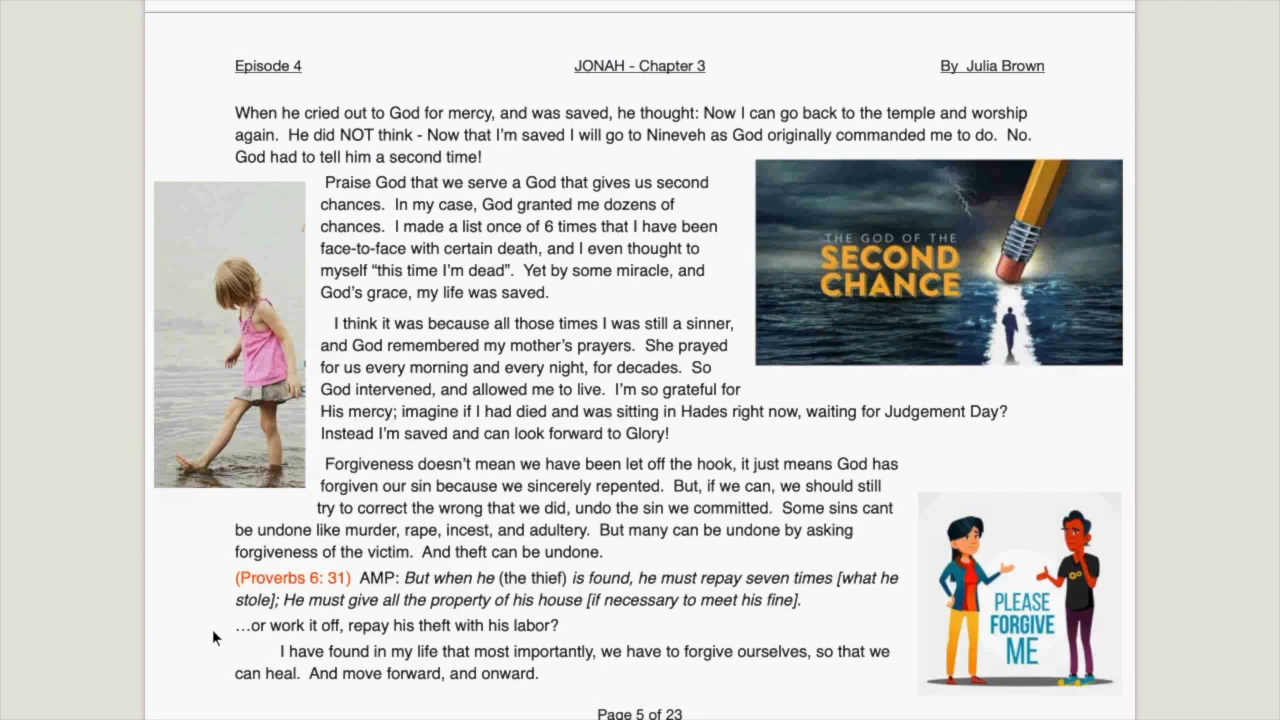 Episode 4 JONAH - Chapter 3 By Julia Brown
When he cried out to God for mercy, and was saved, he thought: Now I can go back to the temple and worship
again. He did NOT think - Now that I'm saved I will go to Nineveh as God originally commanded me to do. No.
God had to tell him a second time!
Praise God that we serve a God that gives us second
chances. In my case, God granted me dozens of
chances. I made a list once of 6 times that I have been
face-to-face with certain death, and I even thought to
myself “this time I'm dead”. Yet by some miracle, and
God's grace, my life was saved.
THE GOD OF THE
SECOND
CHANCE
I think it was because all those times I was still a sinner,
and God remembered my mother's prayers. She prayed
for us every morning and every night, for decades. So
God intervened, and allowed me to live. I'm so grateful for
His mercy; imagine if I had died and was sitting in Hades right now, waiting for Judgement Day?
Instead I'm saved and can look forward to Glory!
Forgiveness doesn't mean we have been let off the hook, it just means God has
forgiven our sin because we sincerely repented. But, if we can, we should still
try to correct the wrong that we did, undo the sin we committed. Some sins cant
be undone like murder, rape, incest, and adultery. But many can be undone by asking
forgiveness of the victim. And theft can be undone.
(Proverbs 6: 31) AMP: But when he (the thief) is found, he must repay seven times [what he
stole]; He must give all the property of his house [if necessary to meet his fine].
…or work it off, repay his theft with his labor?
I have found in my life that most importantly, we have to forgive ourselves, so that we
can heal. And move forward, and onward.
PLEASE
FORGIVE
ME
Page 5 of 23